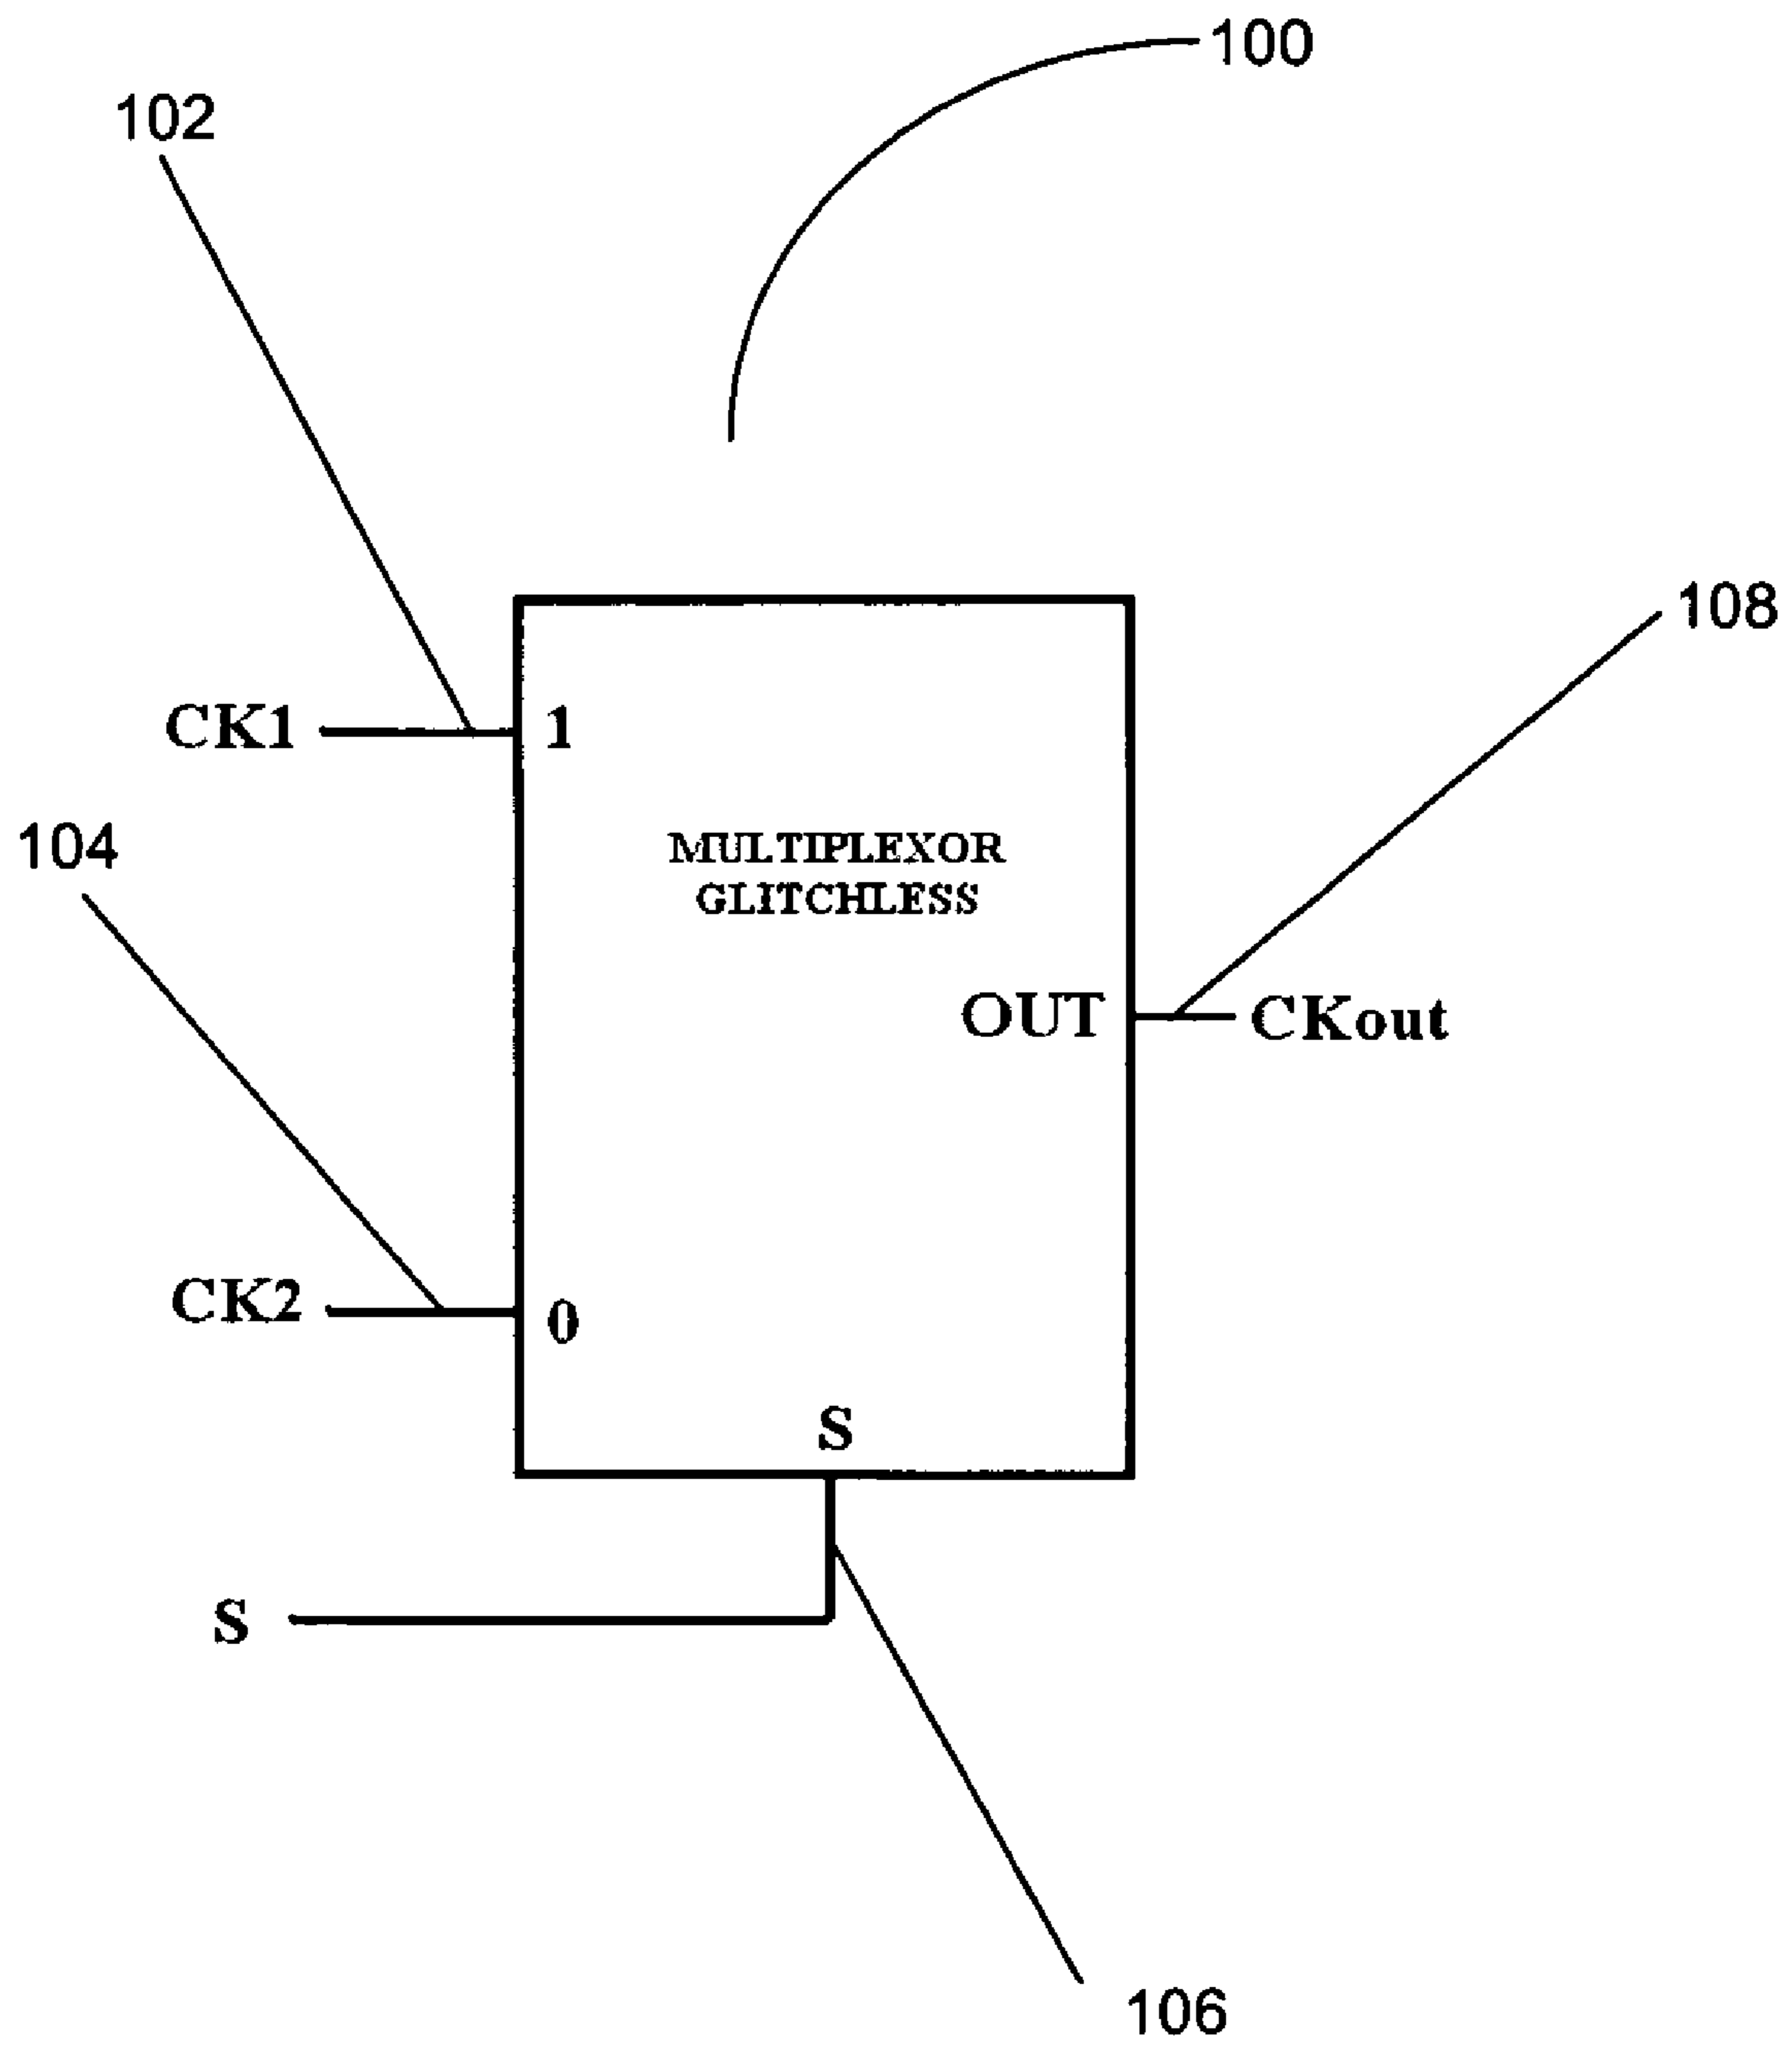 100
102
108
CK1
1
104
MULTIPLEXOR
GLITCHLESS
OUT
CKout
CK2
0
S
S
106